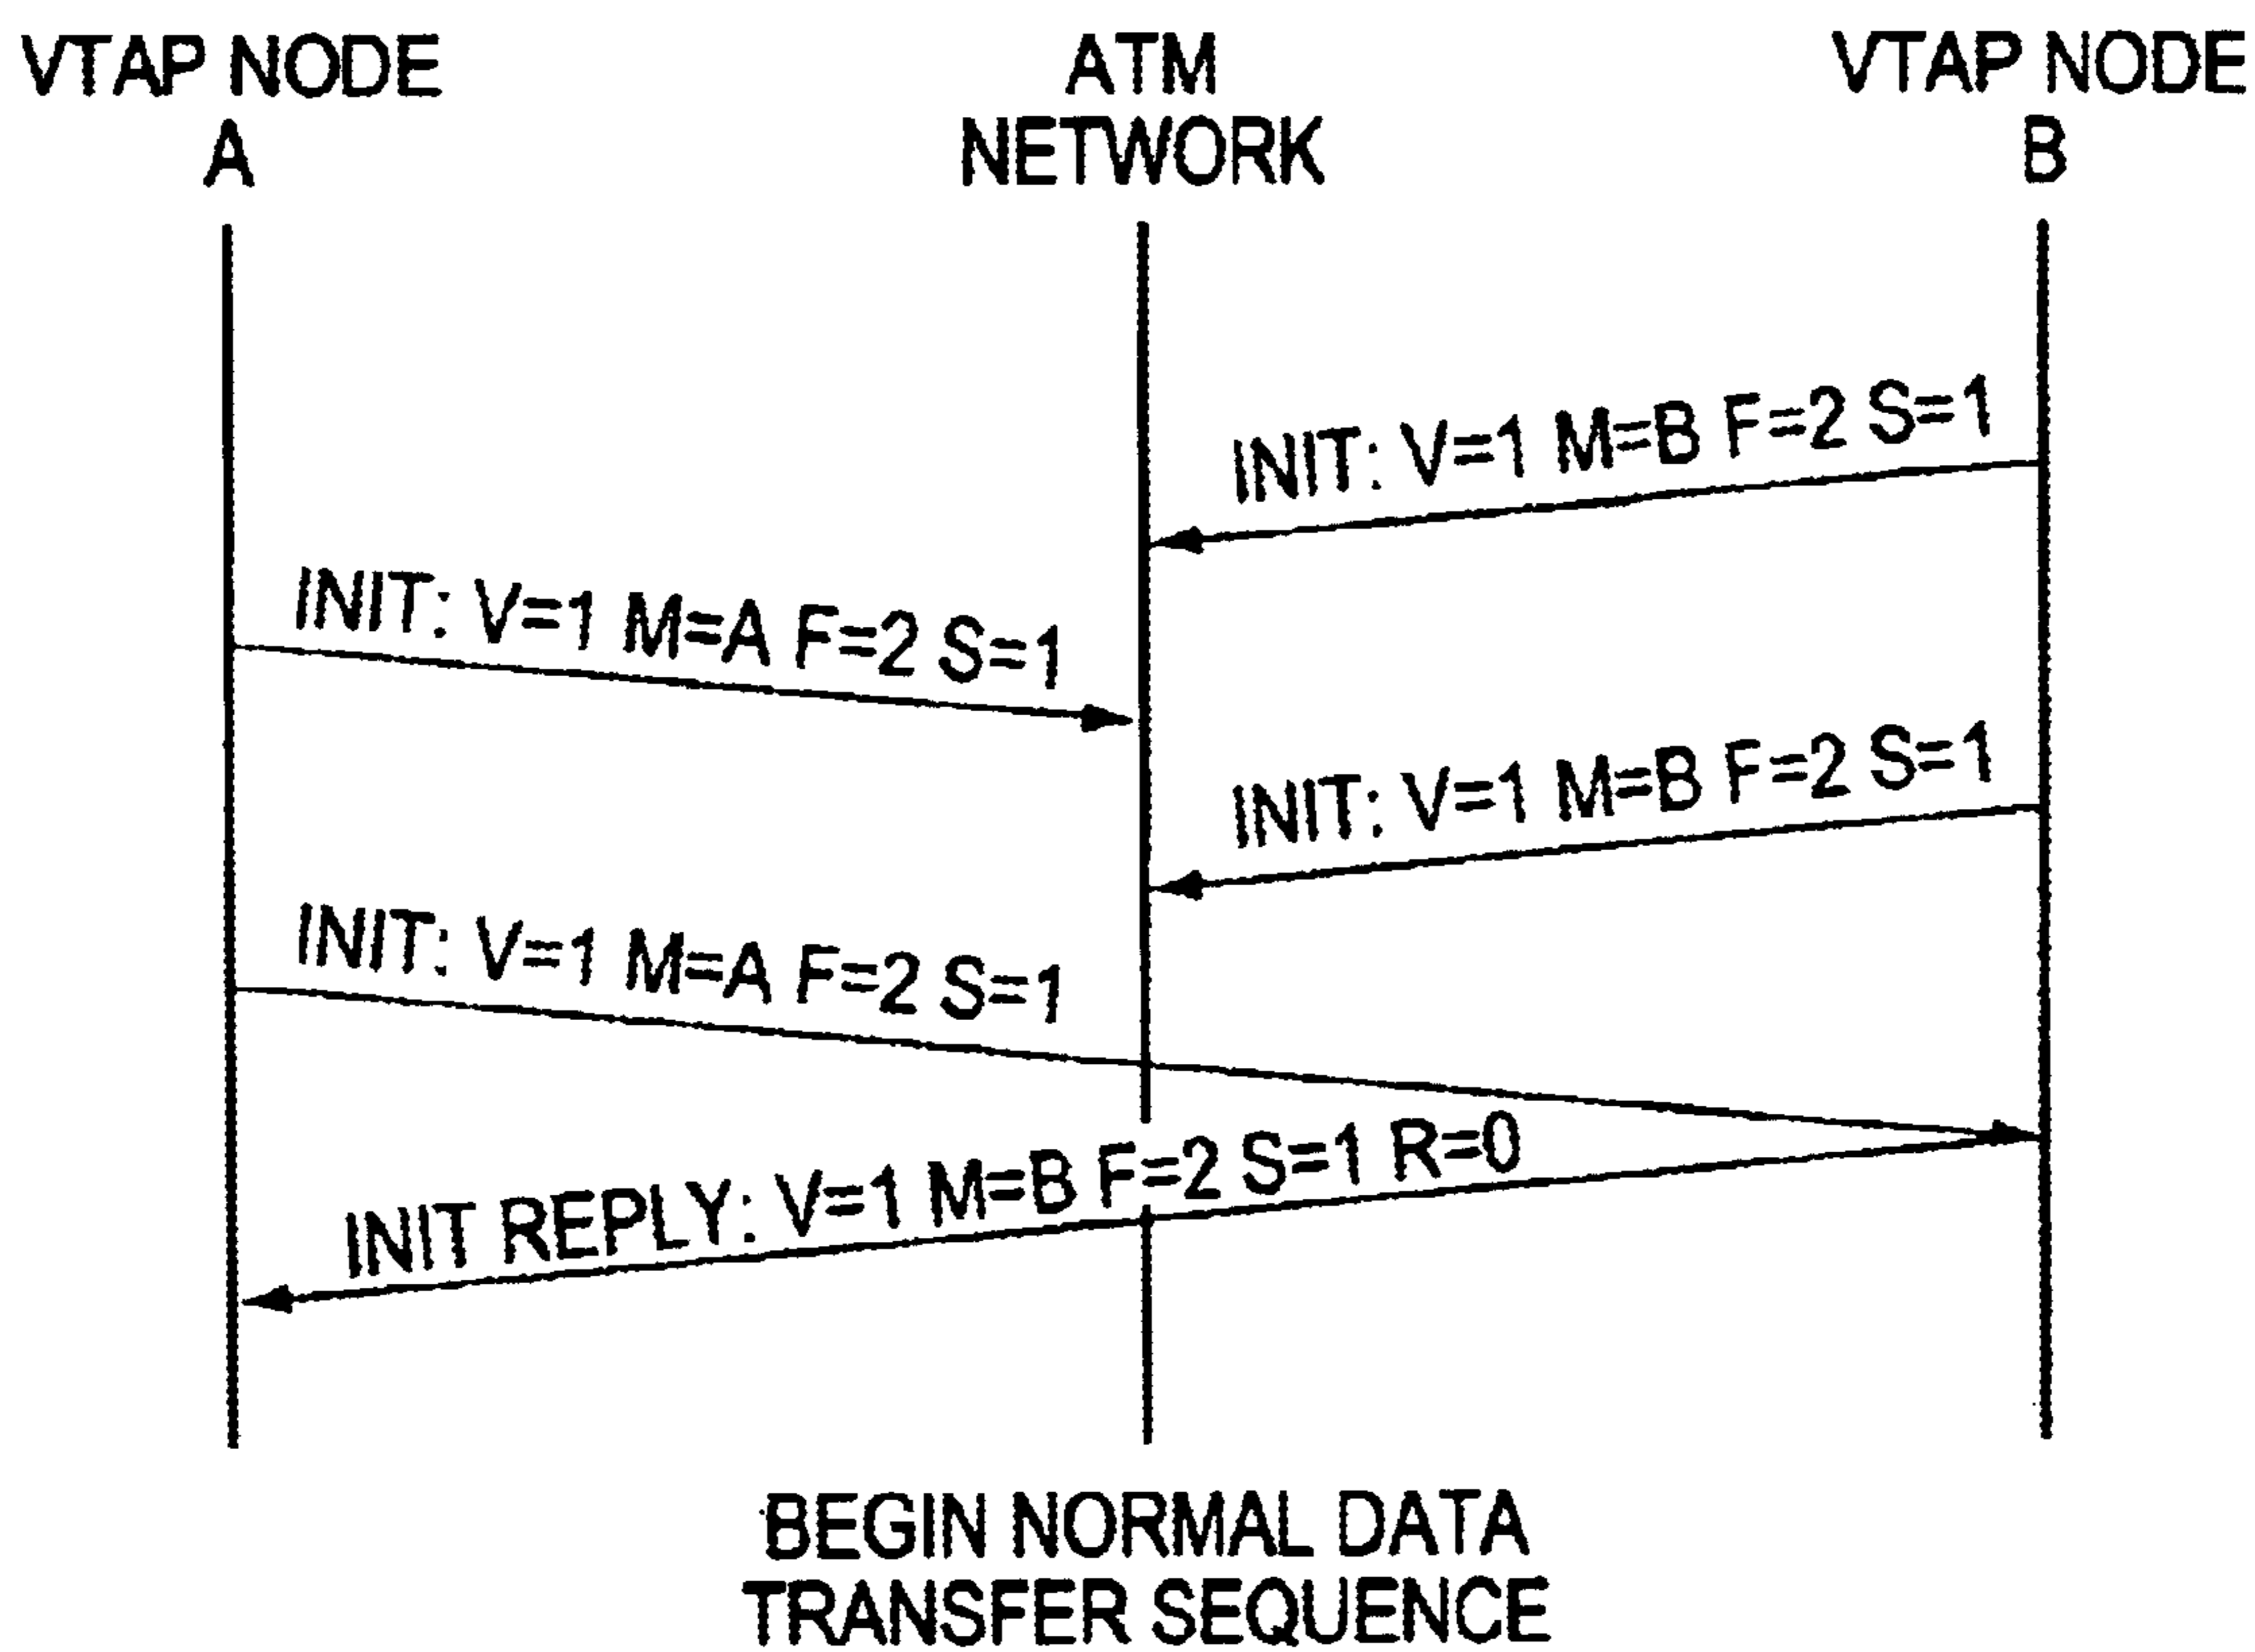 VTAP NODE
A
ATM
NETWORK
VTAP NODE
B
INIT: V=1 M=B F=2 S=1
INIT: V=1 M=A F=2 S=1
INIT: V=1 M=B F=2 S=1
INIT: V=1 M=A F=2 S=1
INIT REPLY: V=1 M=B F=2 S=1 R=0
BEGIN NORMAL DATA
TRANSFER SEQUENCE